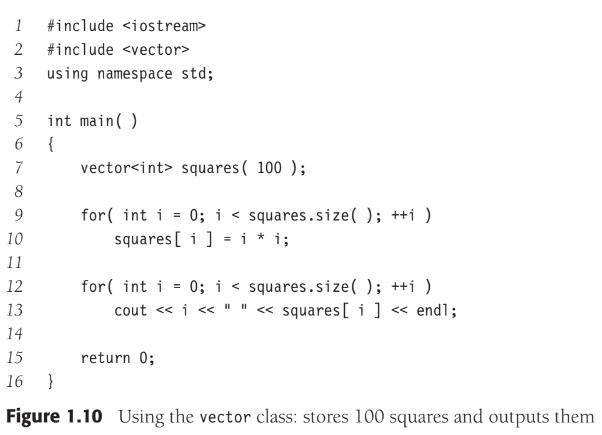 1 #include <iostream>
2 #include <vector>
3 using namespace std;
4
5 int main( )
6 {
7     vector<int> squares( 100 );
8
9     for( int i = 0; i < squares.size( ); ++i )
10         squares[ i ] = i * i;
11
12     for( int i = 0; i < squares.size( ); ++i )
13         cout << i << " " << squares[ i ] << endl;
14
15     return 0;
16 }
Figure 1.10 Using the vector class: stores 100 squares and outputs them